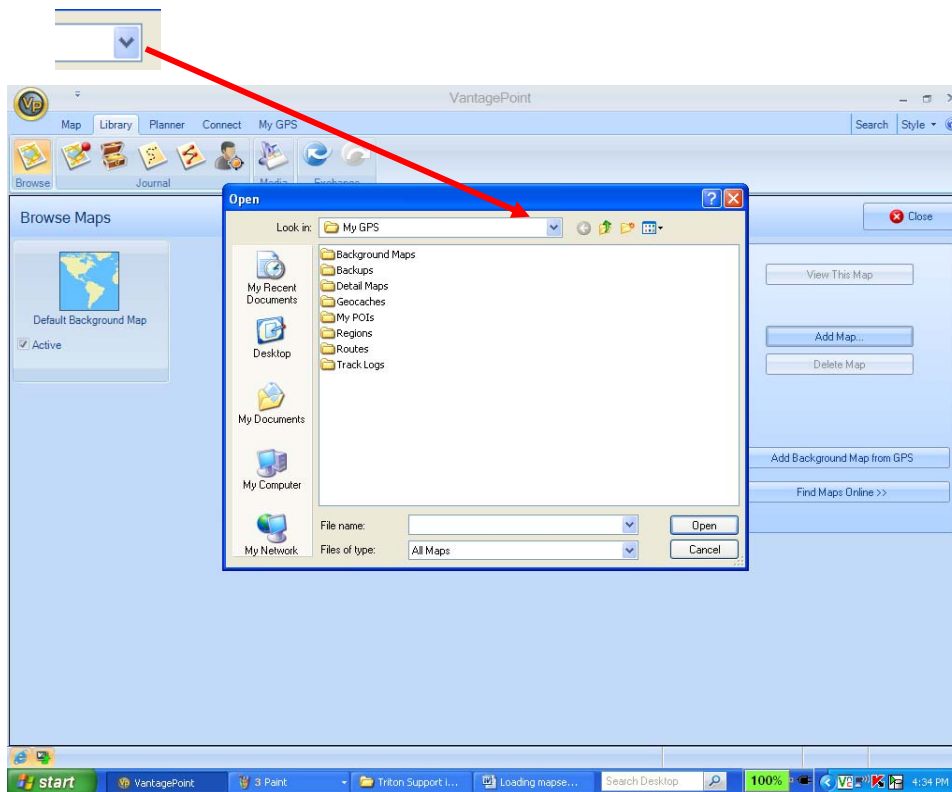 VantagePoint
VP
Map Library Planner Connect My GPS Search Style
Browse Journal Media Exchange
Browse Maps
Close
Default Background Map
Active
View This Map
Add Map...
Delete Map
Add Background Map from GPS
Find Maps Online >>
Open
Look in: My GPS
My Recent
Documents
Desktop
My Documents
My Computer
My Network
Background Maps
Backups
Detail Maps
Geocaches
My POIs
Regions
Routes
Track Logs
File name: Open
Files of type: All Maps Cancel
start VantagePoint 3 Paint Triton Support i... Loading mapse... Search Desktop 100% 4:34 PM